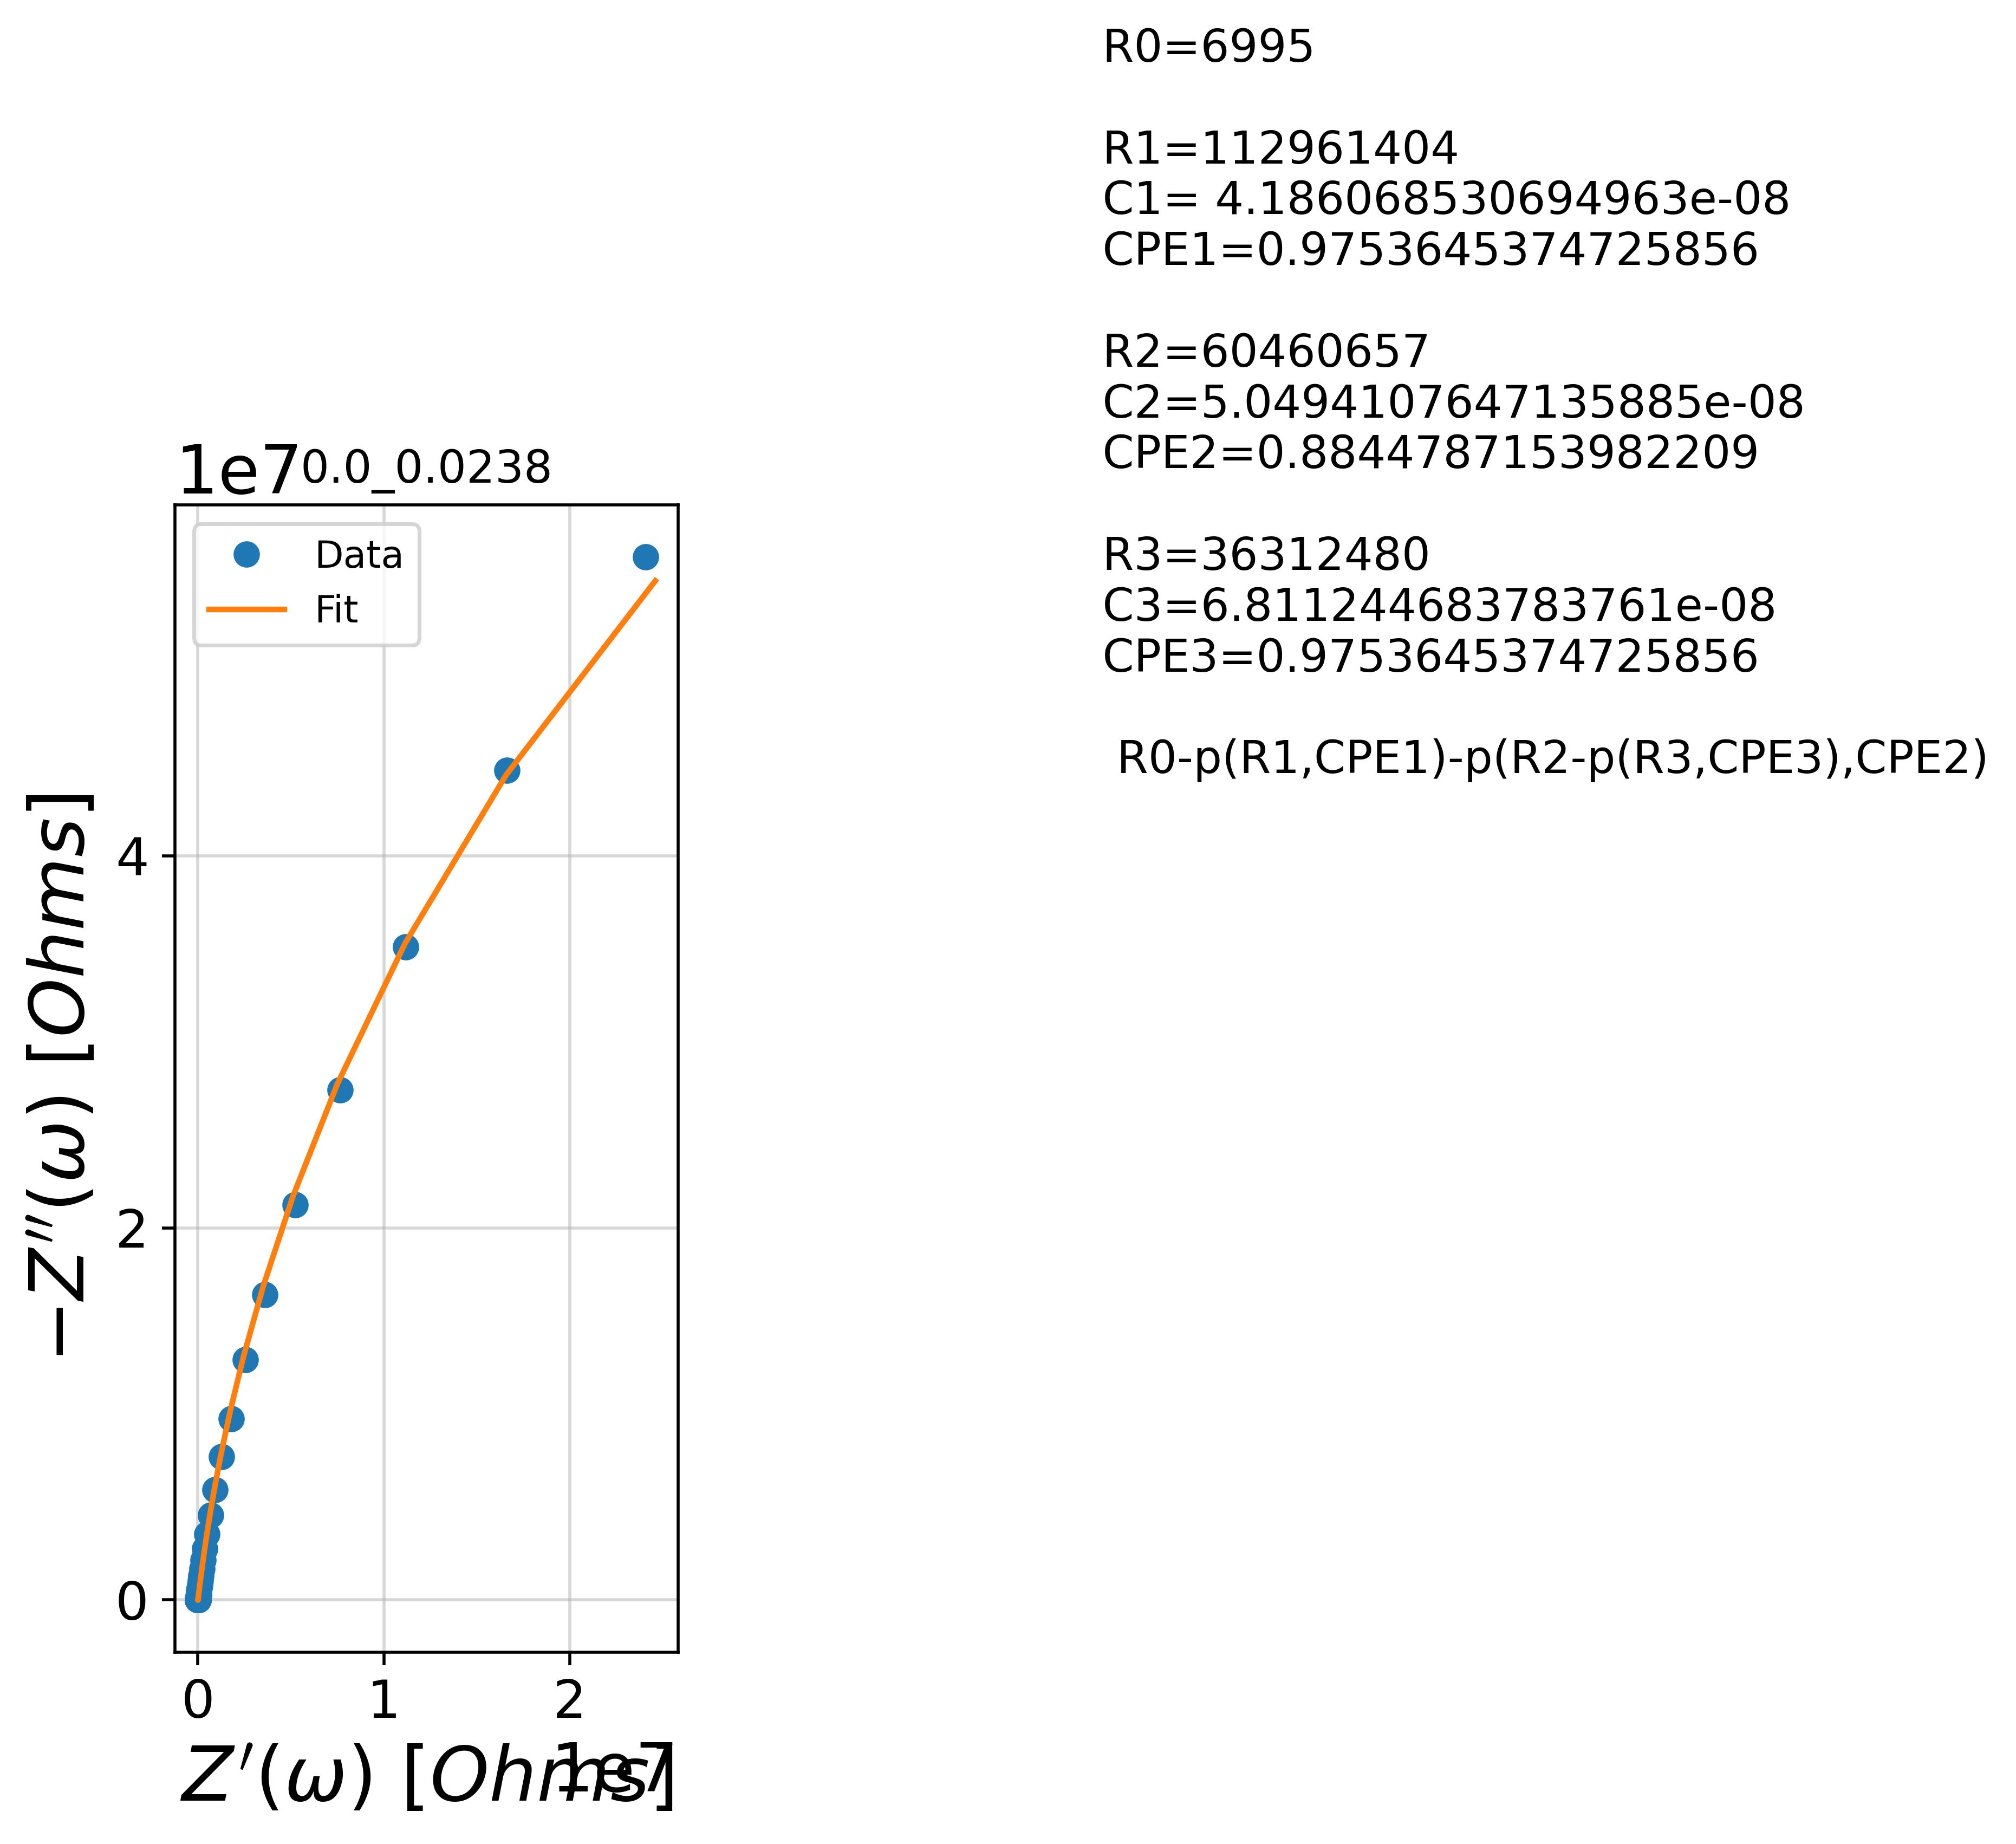 R0=6995
R1=112961404
C1= 4.186068530694963e-08
CPE1=0.9753645374725856
R2=60460657
C2=5.0494107647135885e-08
CPE2=0.8844787153982209
R3=36312480
C3=6.811244683783761e-08
CPE3=0.9753645374725856
R0-p(R1,CPE1)-p(R2-p(R3,CPE3),CPE2)
1e7
0.0_0.0238
Data
Fit
4
2
0
−Z′′(ω) [Ohms]
0 1 2
Z′(ω) [Ohms]
1e7